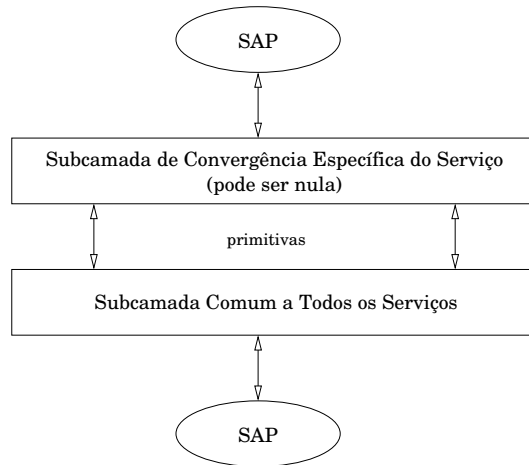 SAP
Subcamada de Convergência Específica do Serviço
(pode ser nula)
primitivas
Subcamada Comum a Todos os Serviços
SAP